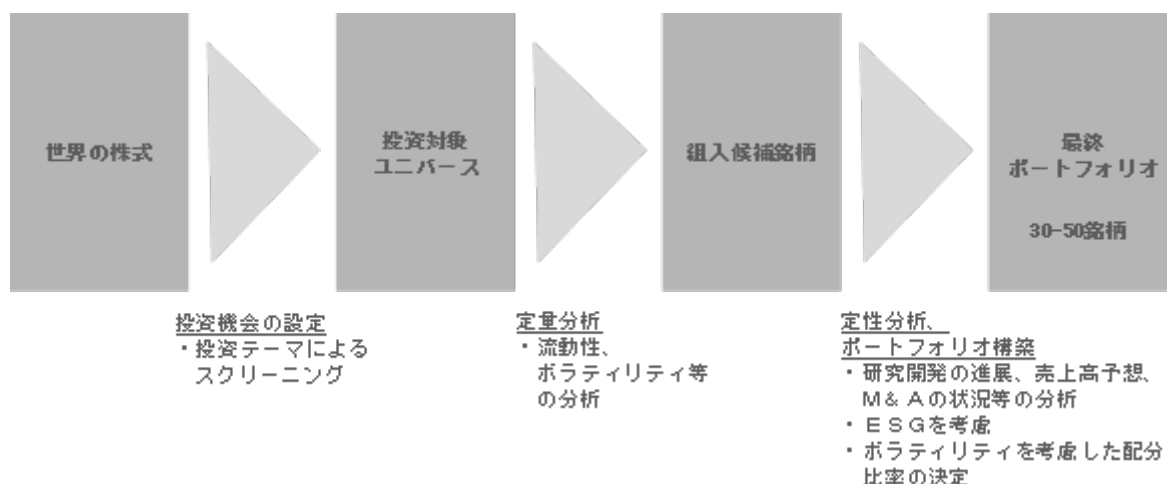 世界の株式
投資対象
ユニバース
組入候補銘柄
最終
ポートフォリオ
30-50銘柄
投資機会の設定
・投資テーマによる
スクリーニング
定量分析
・流動性、
ボラティリティ等
の分析
定性分析、
ポートフォリオ構築
・研究開発の進展、売上高予想、
M&Aの状況等の分析
・ESGを考慮
・ボラティリティを考慮した配分
比率の決定